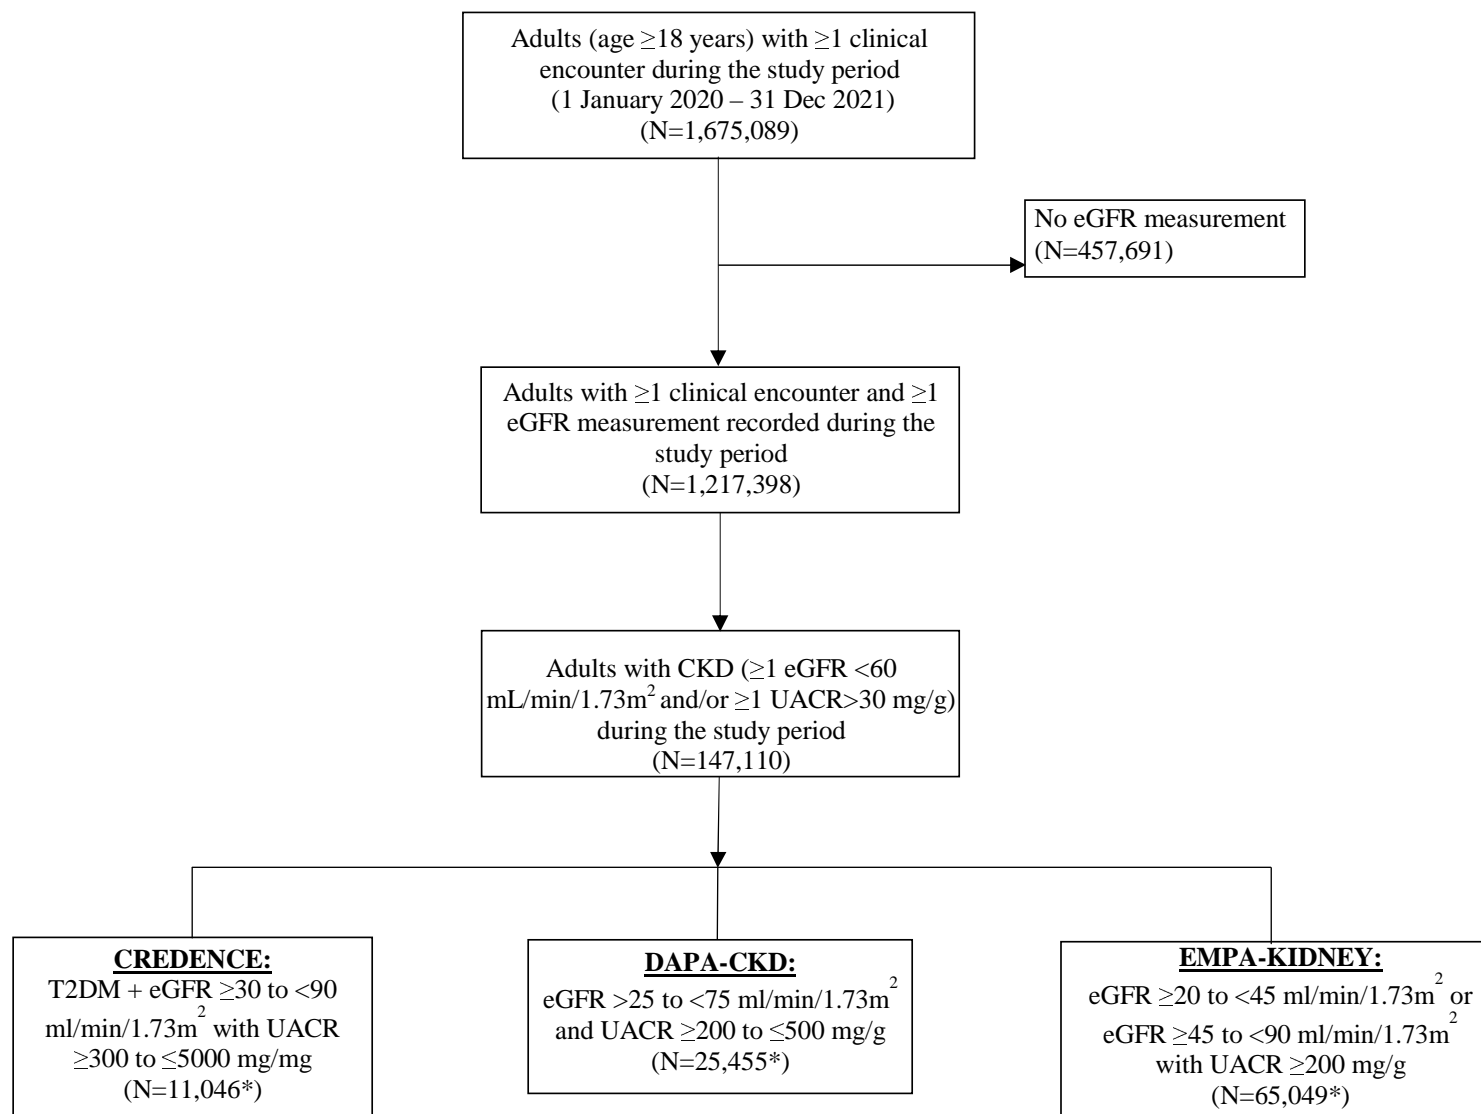 Adults (age ≥18 years) with ≥1 clinical
encounter during the study period
(1 January 2020 – 31 Dec 2021)
(N=1,675,089)
No eGFR measurement
(N=457,691)
Adults with ≥1 clinical encounter and ≥1
eGFR measurement recorded during the
study period
(N=1,217,398)
Adults with CKD (≥1 eGFR <60
mL/min/1.73m² and/or ≥1 UACR>30 mg/g)
during the study period
(N=147,110)
CREDENCE:
T2DM + eGFR ≥30 to <90
ml/min/1.73m² with UACR
≥300 to ≤5000 mg/mg
(N=11,046*)
DAPA-CKD:
eGFR >25 to <75 ml/min/1.73m²
and UACR ≥200 to ≤500 mg/g
(N=25,455*)
EMPA-KIDNEY:
eGFR ≥20 to <45 ml/min/1.73m² or
eGFR ≥45 to <90 ml/min/1.73m²
with UACR ≥200 mg/g
(N=65,049*)